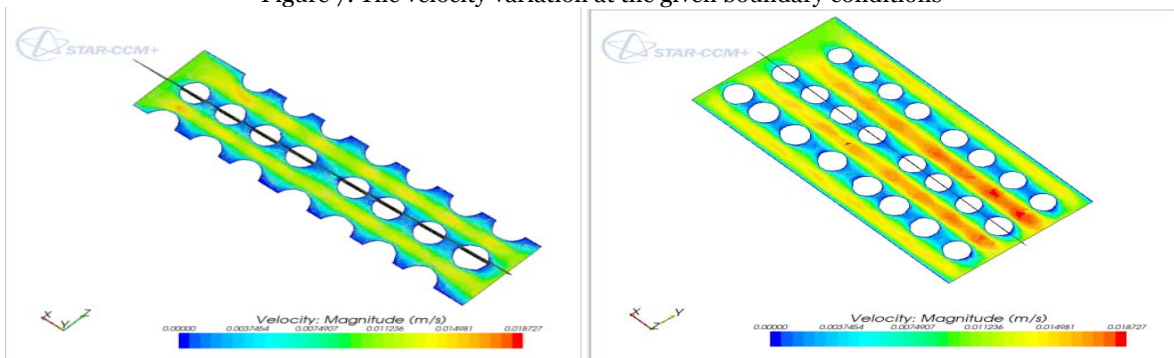 Figure 7. The velocity variation at the given boundary conditions
STAR-CCM+
X Y Z
Velocity: Magnitude (m/s)
0.00000 0.0037454 0.0074907 0.011236 0.014981 0.018727
STAR-CCM+
X Z Y
Velocity: Magnitude (m/s)
0.00000 0.0037454 0.0074907 0.011236 0.014981 0.018727